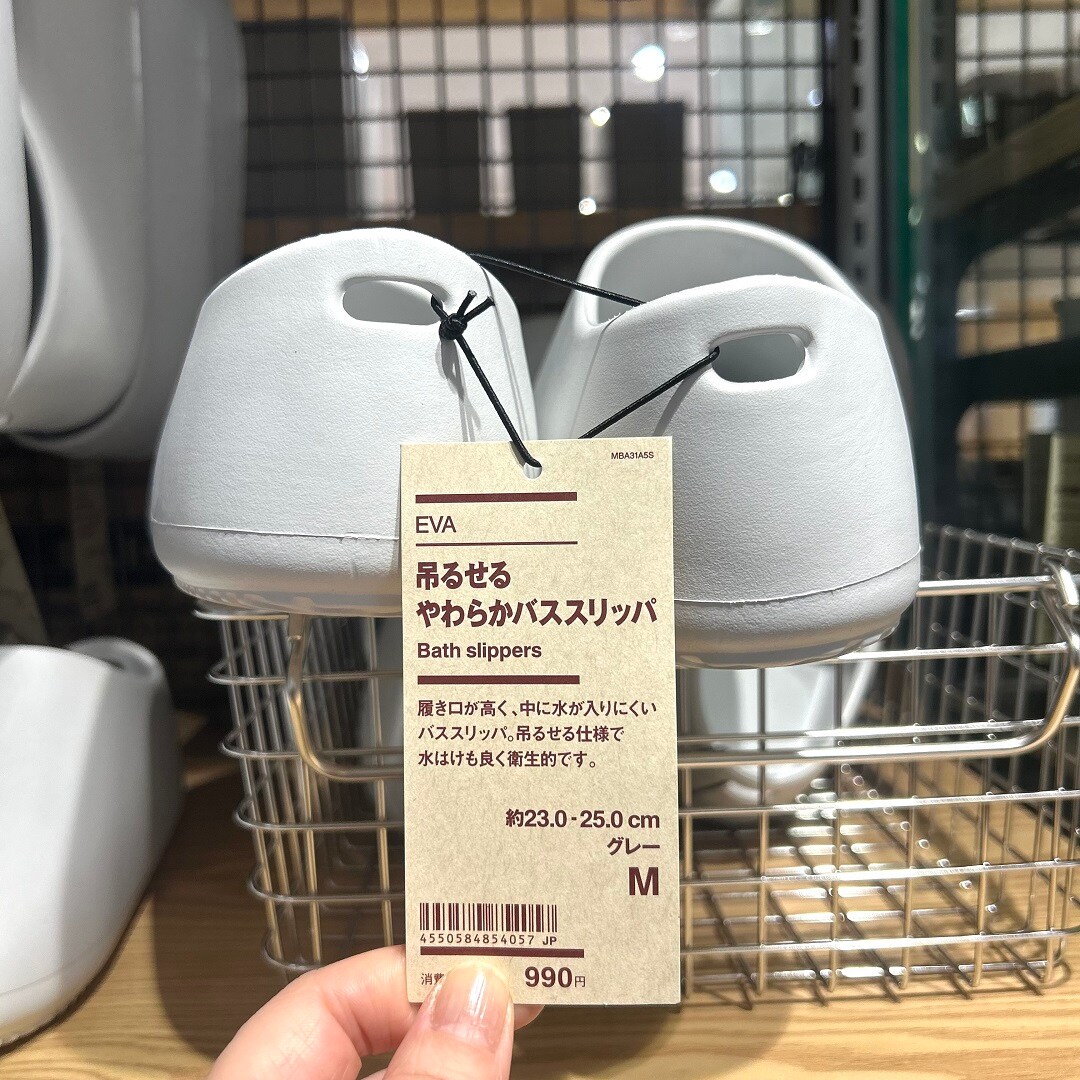 MBA31A5S
EVA
吊るせる
やわらかバススリッパ
Bath slippers
履き口が高く、中に水が入りにくい
バススリッパ。吊るせる仕様で
水はけも良く衛生的です。
約23.0-25.0 cm
グレー
M
4550584854057 JP
消費 990円